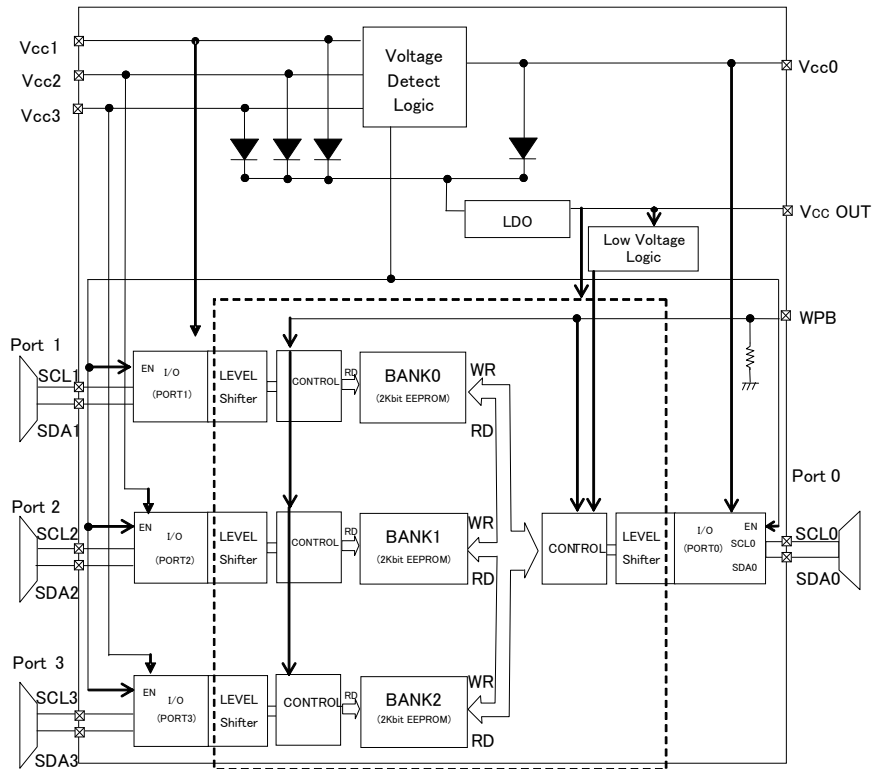 Vcc1
Vcc2
Vcc3
Voltage
Detect
Logic
Vcc0
LDO
Vcc OUT
Low Voltage
Logic
WPB
Port 1
SCL1
SDA1
EN
I/O
(PORT1)
LEVEL
Shifter
CONTROL
RD
BANK0
(2Kbit EEPROM)
WR
RD
Port 2
SCL2
SDA2
EN
I/O
(PORT2)
LEVEL
Shifter
CONTROL
RD
BANK1
(2Kbit EEPROM)
WR
RD
CONTROL
LEVEL
Shifter
I/O
(PORT0)
EN
SCL0
SDA0
Port 0
SCL0
SDA0
Port 3
SCL3
SDA3
EN
I/O
(PORT3)
LEVEL
Shifter
CONTROL
RD
BANK2
(2Kbit EEPROM)
WR
RD